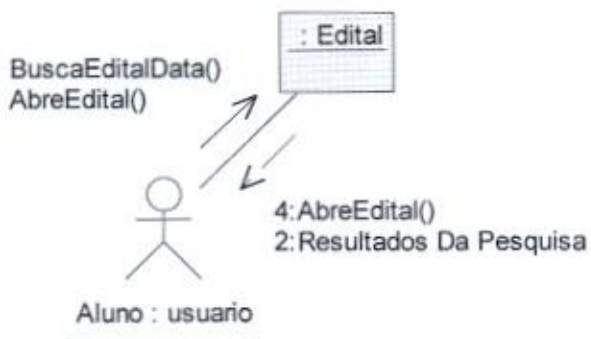 : Edital
BuscaEditalData()
AbreEdital()
4:AbreEdital()
2:Resultados Da Pesquisa
Aluno : usuario